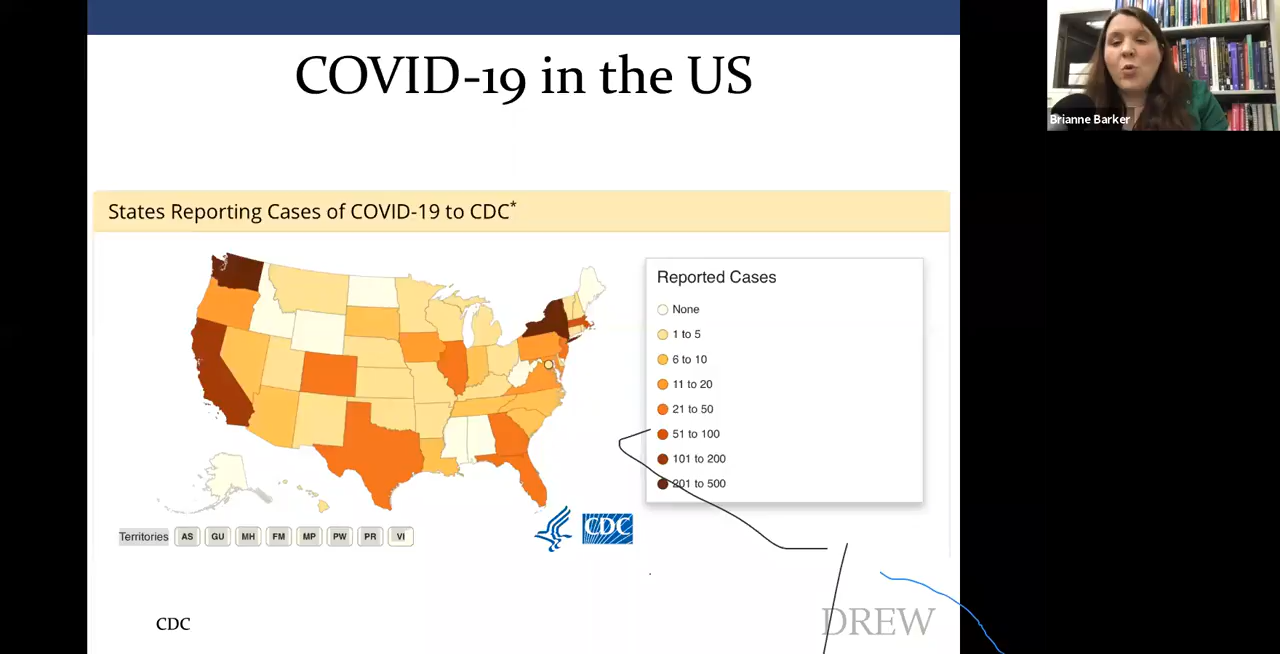 COVID-19 in the US
Brianne Barker
States Reporting Cases of COVID-19 to CDC*
Reported Cases
None
1 to 5
6 to 10
11 to 20
21 to 50
51 to 100
101 to 200
201 to 500
Territories AS GU MH FM MP PW PR VI
CDC
CDC
DREW